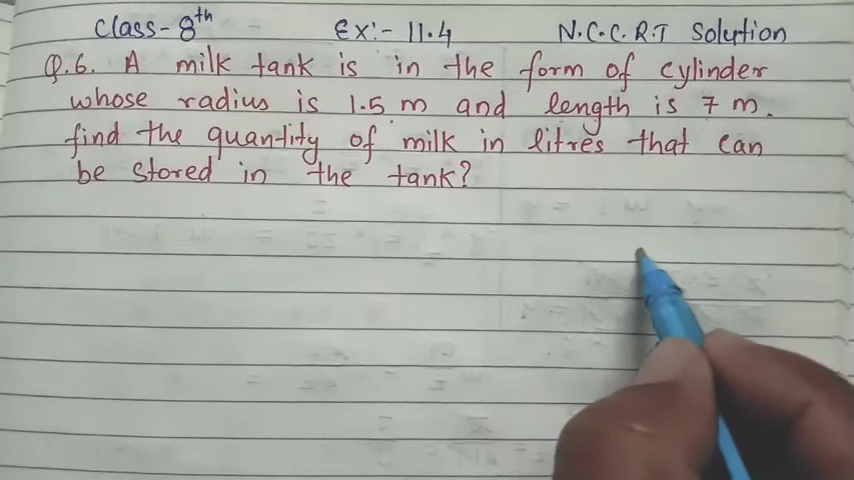 Class-8th Ex:- 11.4 N.C.C.R.T Solution
Q.6. A milk tank is in the form of cylinder
whose radius is 1.5 m and length is 7 m.
find the quantity of milk in litres that can
be stored in the tank?